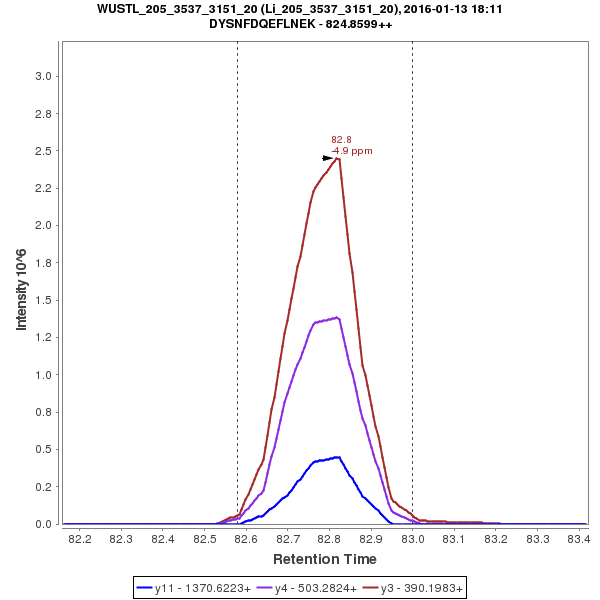 WUSTL_205_3537_3151_20 (Li_205_3537_3151_20), 2016-01-13 18:11
DYSNFDQEFLNEK - 824.8599++
82.8
-4.9 ppm
3.0
2.8
2.5
2.2
2.0
1.8
1.5
1.2
1.0
0.8
0.5
0.2
0.0
Intensity 10^6
82.2 82.3 82.4 82.5 82.6 82.7 82.8 82.9 83.0 83.1 83.2 83.3 83.4
Retention Time
y11 - 1370.6223+ y4 - 503.2824+ y3 - 390.1983+